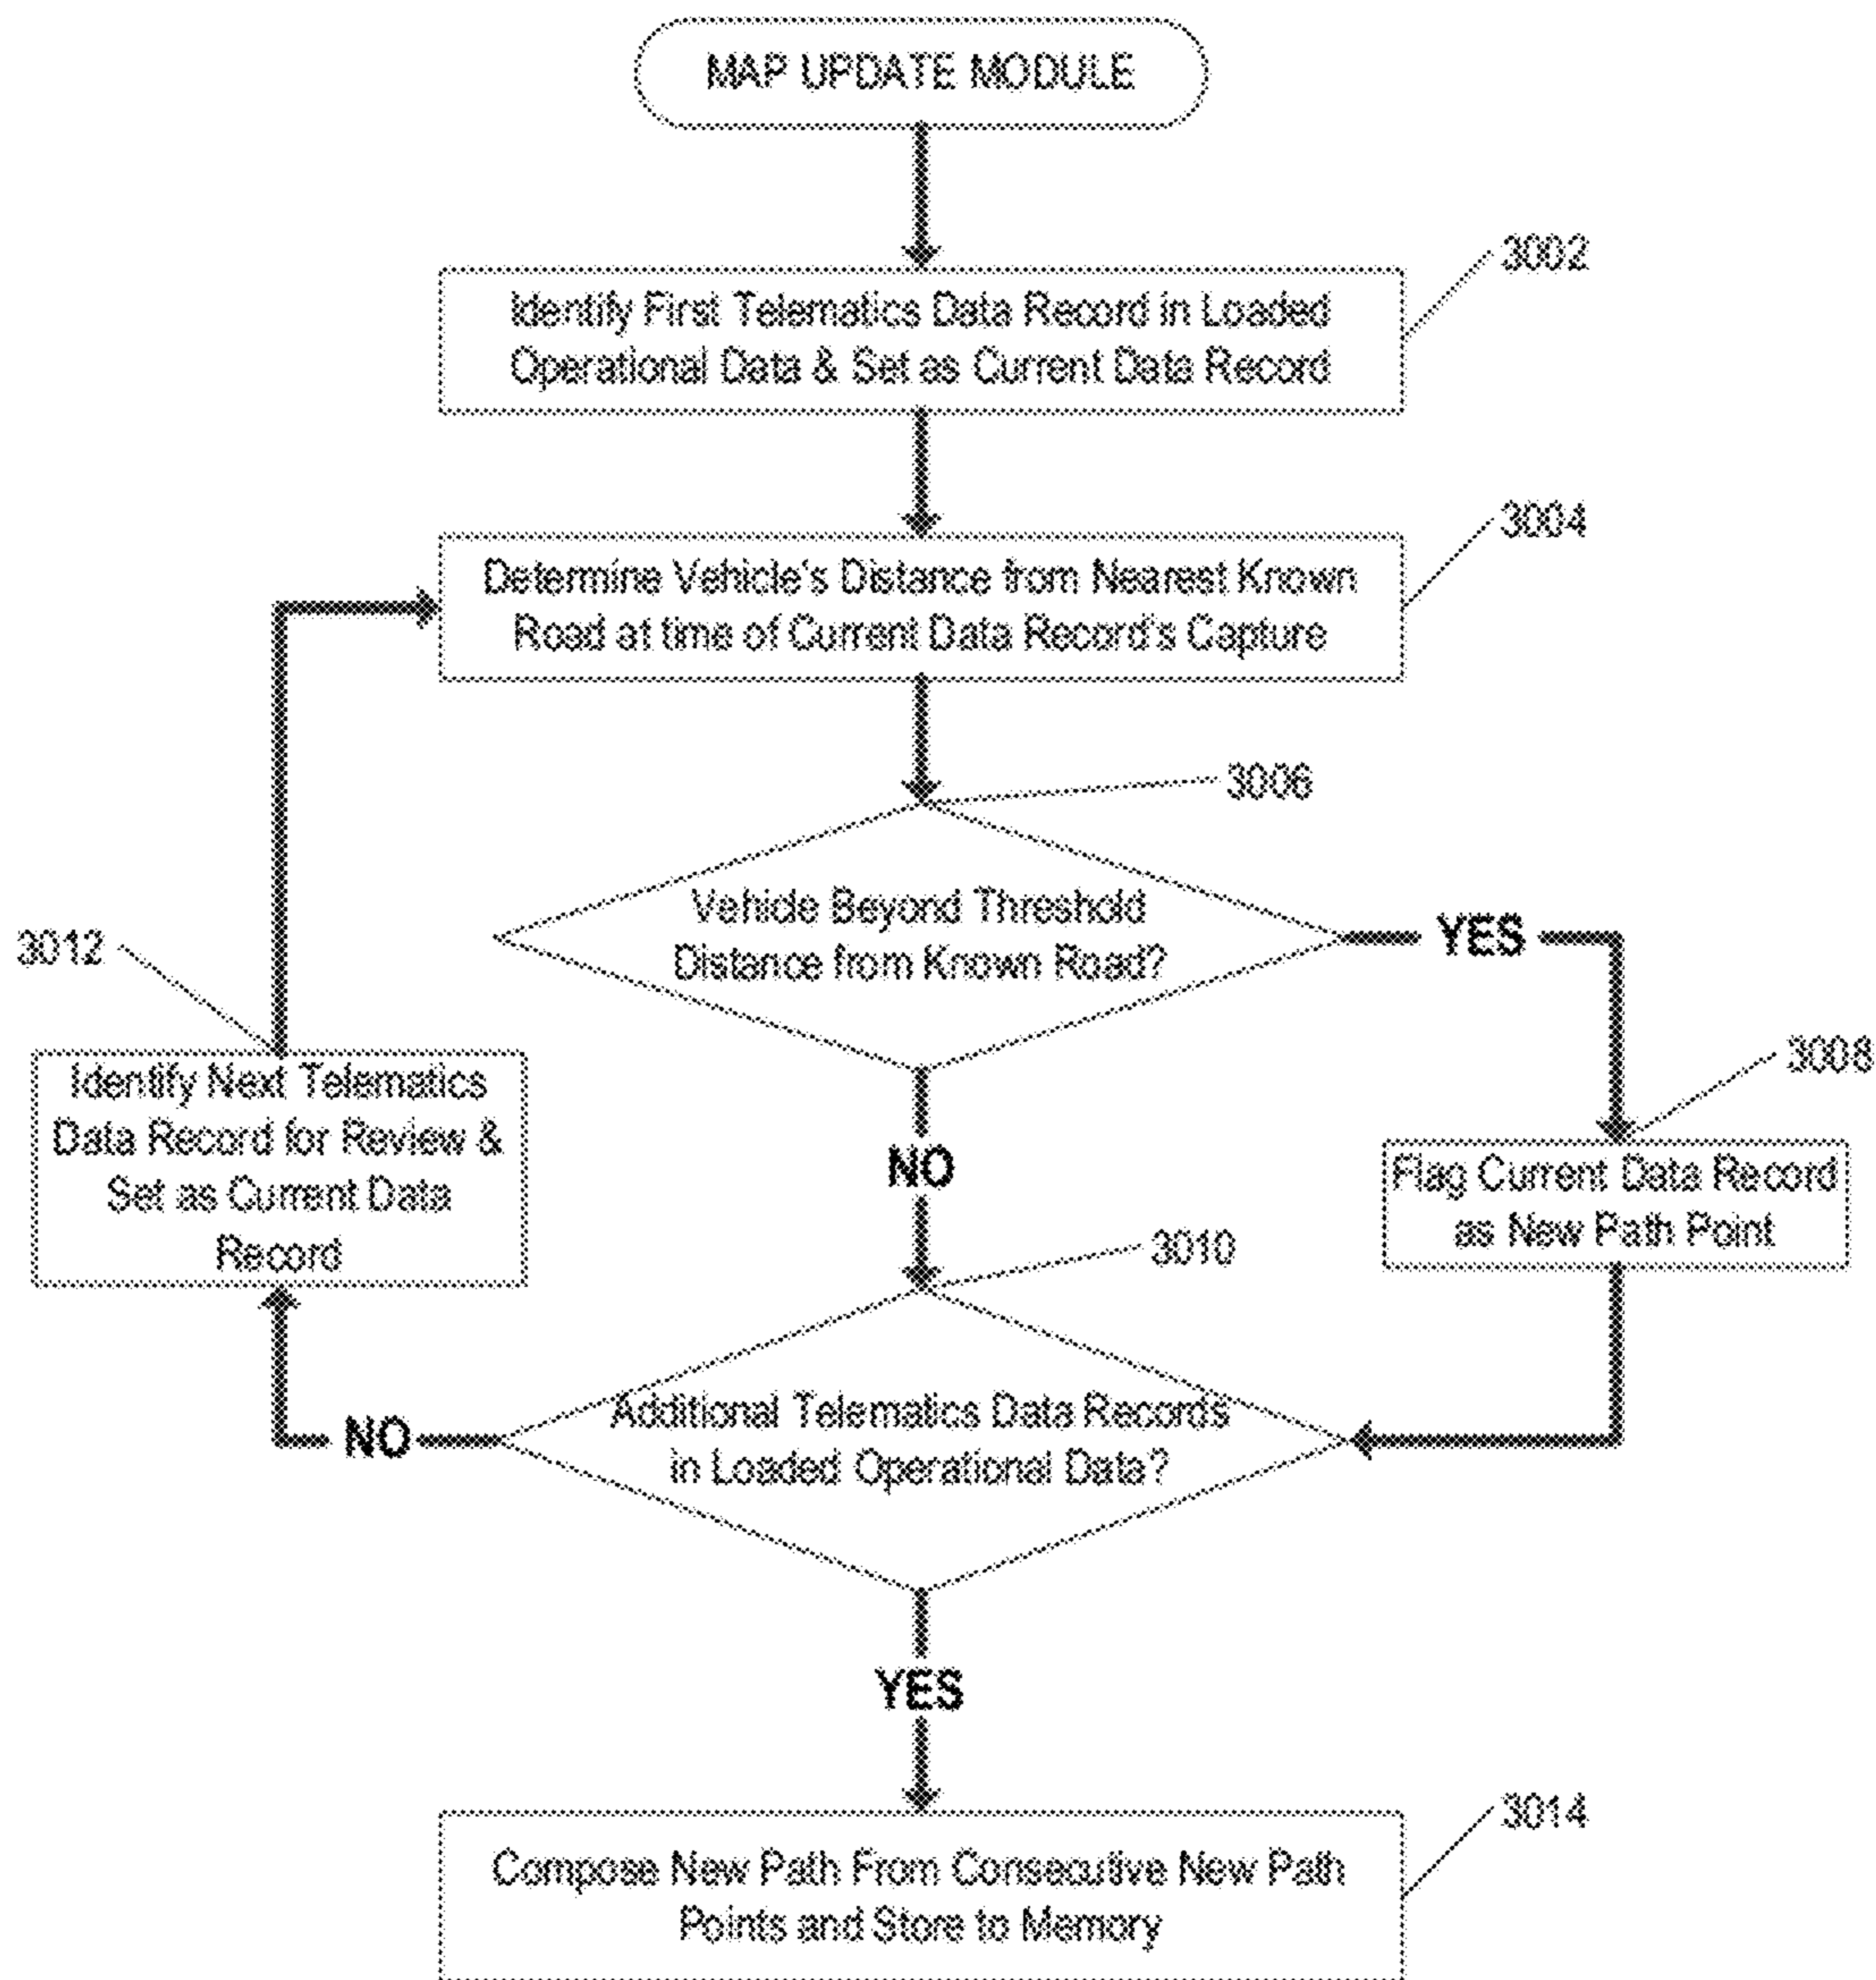 MAP UPDATE MODULE
3002
Identify First Telematics Data Record in Loaded
Operational Data & Set as Current Data Record
3004
Determine Vehicle's Distance from Nearest Known
Road at time of Current Data Record's Capture
3006
Vehicle Beyond Threshold
Distance from Known Road?
YES
3012
NO
3008
Identify Next Telematics
Data Record for Review &
Set as Current Data
Record
Flag Current Data Record
as New Path Point
3010
Additional Telematics Data Records
in Loaded Operational Data?
NO
YES
3014
Compose New Path From Consecutive New Path
Points and Store to Memory